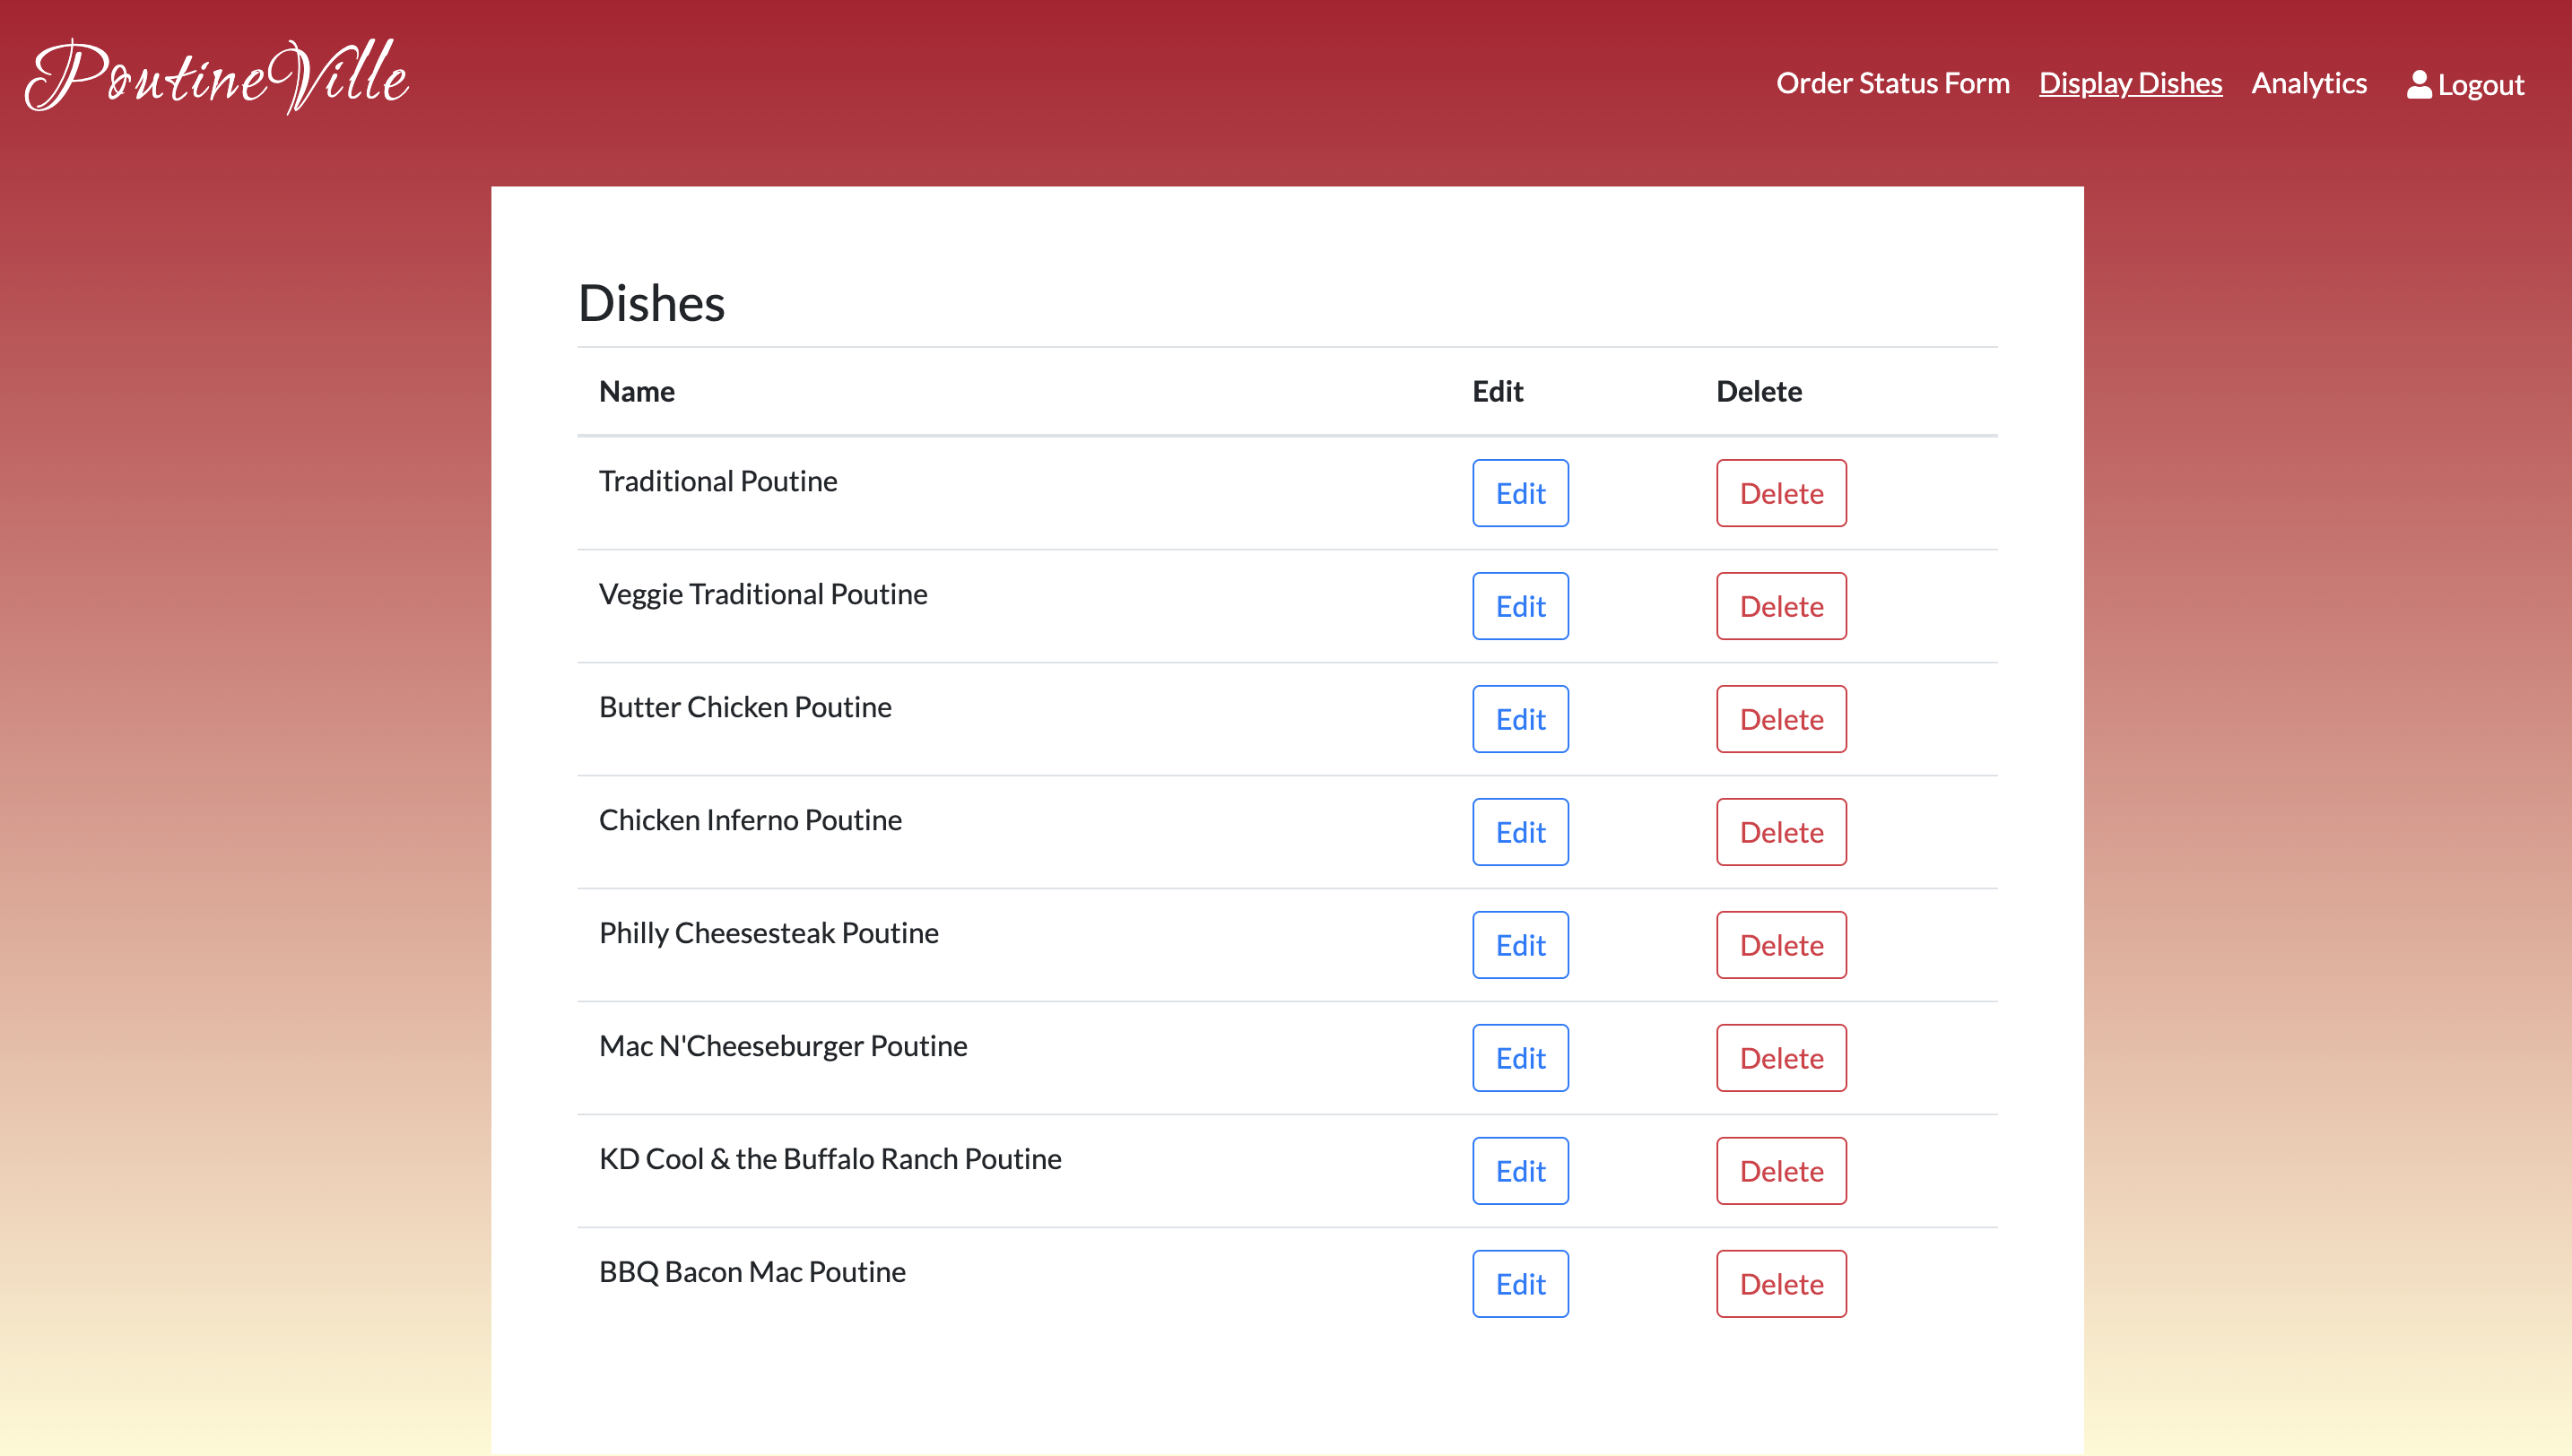 PoutineVille
Order Status Form Display Dishes Analytics Logout
Dishes
Name Edit Delete
Traditional Poutine Edit Delete
Veggie Traditional Poutine Edit Delete
Butter Chicken Poutine Edit Delete
Chicken Inferno Poutine Edit Delete
Philly Cheesesteak Poutine Edit Delete
Mac N'Cheeseburger Poutine Edit Delete
KD Cool & the Buffalo Ranch Poutine Edit Delete
BBQ Bacon Mac Poutine Edit Delete